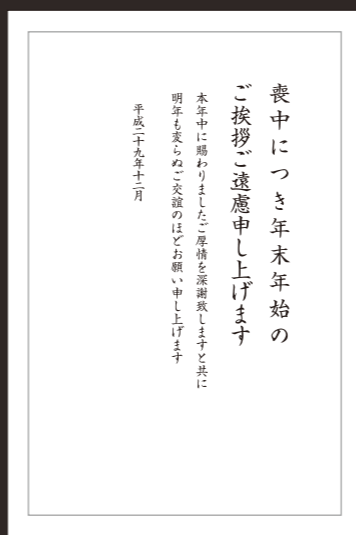 喪中につき年末年始の
ご挨拶ご遠慮申し上げます
本年中に賜わりましたご厚情を深謝致しますと共に
明年も変らぬご交誼のほどお願い申し上げます
平成二十九年十二月